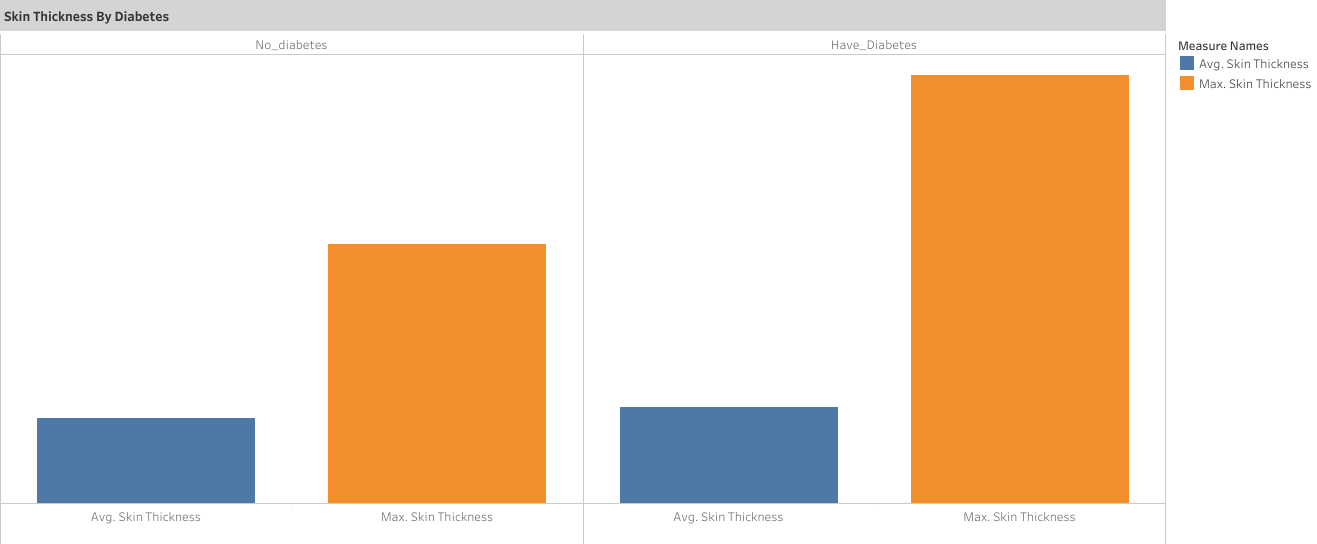 Skin Thickness By Diabetes
No_diabetes
Have_Diabetes
Measure Names
Avg. Skin Thickness
Max. Skin Thickness
Avg. Skin Thickness
Max. Skin Thickness
Avg. Skin Thickness
Max. Skin Thickness